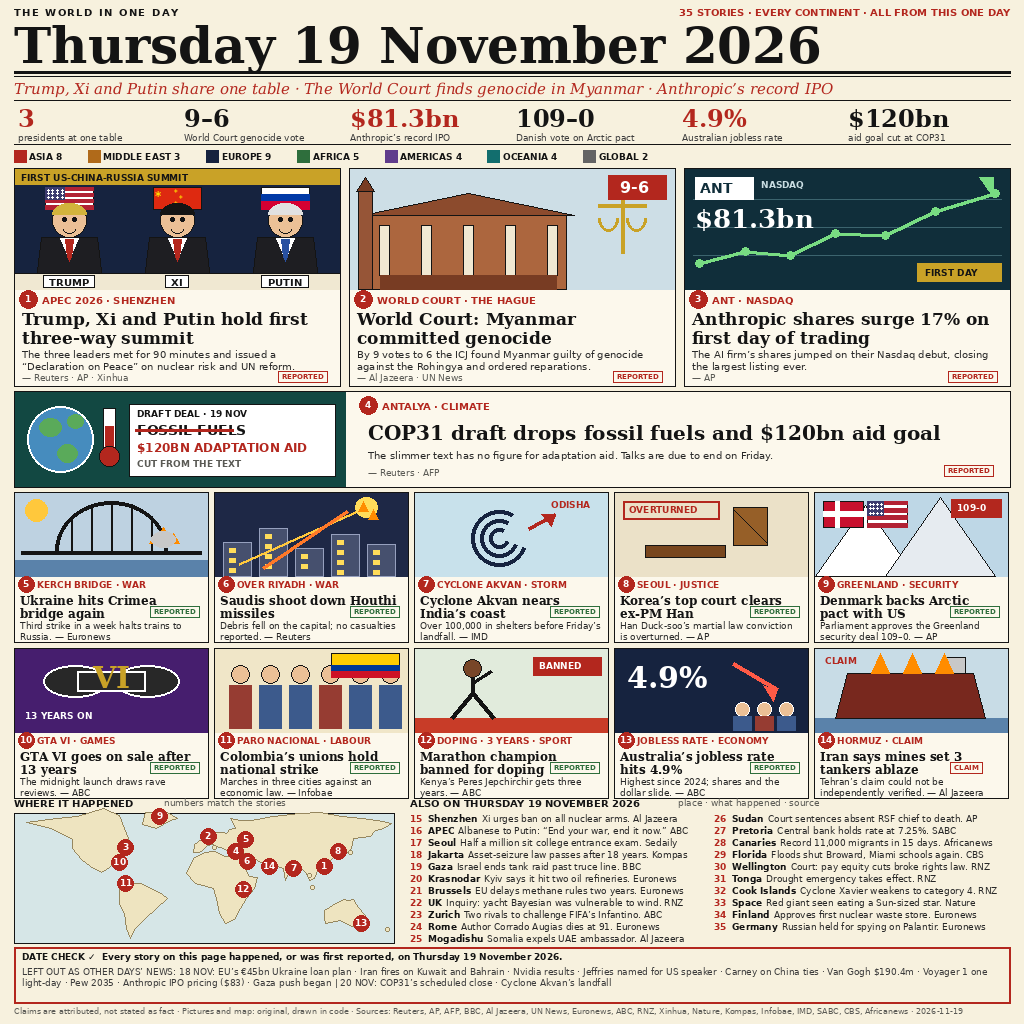 THE WORLD IN ONE DAY
35 STORIES · EVERY CONTINENT · ALL FROM THIS ONE DAY
Thursday 19 November 2026
Trump, Xi and Putin share one table · The World Court finds genocide in Myanmar · Anthropic's record IPO
3
presidents at one table
9–6
World Court genocide vote
$81.3bn
Anthropic's record IPO
109–0
Danish vote on Arctic pact
4.9%
Australian jobless rate
$120bn
aid goal cut at COP31
ASIA 8
MIDDLE EAST 3
EUROPE 9
AFRICA 5
AMERICAS 4
OCEANIA 4
GLOBAL 2
FIRST US-CHINA-RUSSIA SUMMIT
TRUMP
XI
PUTIN
1 APEC 2026 · SHENZHEN
Trump, Xi and Putin hold first
three-way summit
The three leaders met for 90 minutes and issued a
"Declaration on Peace" on nuclear risk and UN reform.
— Reuters · AP · Xinhua
REPORTED
9–6
2 WORLD COURT · THE HAGUE
World Court: Myanmar
committed genocide
By 9 votes to 6 the ICJ found Myanmar guilty of genocide
against the Rohingya and ordered reparations.
— Al Jazeera · UN News
REPORTED
ANT
NASDAQ
$81.3bn
FIRST DAY
3 ANT · NASDAQ
Anthropic shares surge 17% on
first day of trading
The AI firm's shares jumped on their Nasdaq debut, closing
the largest listing ever.
— AP
REPORTED
DRAFT DEAL · 19 NOV
FOSSIL FUELS
$120BN ADAPTATION AID
CUT FROM THE TEXT
4 ANTALYA · CLIMATE
COP31 draft drops fossil fuels and $120bn aid goal
The slimmer text has no figure for adaptation aid. Talks are due to end on Friday.
— Reuters · AFP
REPORTED
5 KERCH BRIDGE · WAR
Ukraine hits Crimea
bridge again
REPORTED
Third strike in a week halts trains to
Russia. — Euronews
6 OVER RIYADH · WAR
Saudis shoot down Houthi
missiles
REPORTED
Debris fell on the capital; no casualties
reported. — Reuters
ODISHA
7 CYCLONE AKVAN · STORM
Cyclone Akvan nears
India's coast
REPORTED
Over 100,000 in shelters before Friday's
landfall. — IMD
OVERTURNED
8 SEOUL · JUSTICE
Korea's top court clears
ex-PM Han
REPORTED
Han Duck-soo's martial law conviction
is overturned. — AP
109-0
9 GREENLAND · SECURITY
Denmark backs Arctic
pact with US
REPORTED
Parliament approves the Greenland
security deal 109–0. — AP
VI
13 YEARS ON
10 GTA VI · GAMES
GTA VI goes on sale after
13 years
REPORTED
The midnight launch draws rave
reviews. — ABC
11 PARO NACIONAL · LABOUR
Colombia's unions hold
national strike
REPORTED
Marches in three cities against an
economic law. — Infobae
BANNED
12 DOPING · 3 YEARS · SPORT
Marathon champion
banned for doping
REPORTED
Kenya's Peres Jepchirchir gets three
years. — ABC
4.9%
13 JOBLESS RATE · ECONOMY
Australia's jobless rate
hits 4.9%
REPORTED
Highest since 2024; shares and the
dollar slide. — ABC
CLAIM
14 HORMUZ · CLAIM
Iran says mines set 3
tankers ablaze
CLAIM
Tehran's claim could not be
independently verified. — Al Jazeera
WHERE IT HAPPENED
numbers match the stories
9
2
5
3
4
8
10
6
14
7
1
11
12
13
ALSO ON THURSDAY 19 NOVEMBER 2026
place · what happened · source
15 Shenzhen Xi urges ban on all nuclear arms. Al Jazeera
16 APEC Albanese to Putin: "End your war, end it now." ABC
17 Seoul Half a million sit college entrance exam. Sedaily
18 Jakarta Asset-seizure law passes after 18 years. Kompas
19 Gaza Israel ends tank raid past truce line. BBC
20 Krasnodar Kyiv says it hit two oil refineries. Euronews
21 Brussels EU delays methane rules two years. Euronews
22 UK Inquiry: yacht Bayesian was vulnerable to wind. RNZ
23 Zurich Two rivals to challenge FIFA's Infantino. ABC
24 Rome Author Corrado Augias dies at 91. Euronews
25 Mogadishu Somalia expels UAE ambassador. Al Jazeera
26 Sudan Court sentences absent RSF chief to death. AP
27 Pretoria Central bank holds rate at 7.25%. SABC
28 Canaries Record 11,000 migrants in 15 days. Africanews
29 Florida Floods shut Broward, Miami schools again. CBS
30 Wellington Court: pay equity cuts broke rights law. RNZ
31 Tonga Drought emergency takes effect. RNZ
32 Cook Islands Cyclone Xavier weakens to category 4. RNZ
33 Space Red giant seen eating a Sun-sized star. Nature
34 Finland Approves first nuclear waste store. Euronews
35 Germany Russian held for spying on Palantir. Euronews
DATE CHECK ✓ Every story on this page happened, or was first reported, on Thursday 19 November 2026.
LEFT OUT AS OTHER DAYS' NEWS: 18 NOV: EU's €45bn Ukraine loan plan · Iran fires on Kuwait and Bahrain · Nvidia results · Jeffries named for US speaker · Carney on China ties · Van Gogh $190.4m · Voyager 1 one
light-day · Pew 2035 · Anthropic IPO pricing ($83) · Gaza push began | 20 NOV: COP31's scheduled close · Cyclone Akvan's landfall
Claims are attributed, not stated as fact · Pictures and map: original, drawn in code · Sources: Reuters, AP, AFP, BBC, Al Jazeera, UN News, Euronews, ABC, RNZ, Xinhua, Nature, Kompas, Infobae, IMD, SABC, CBS, Africanews · 2026-11-19